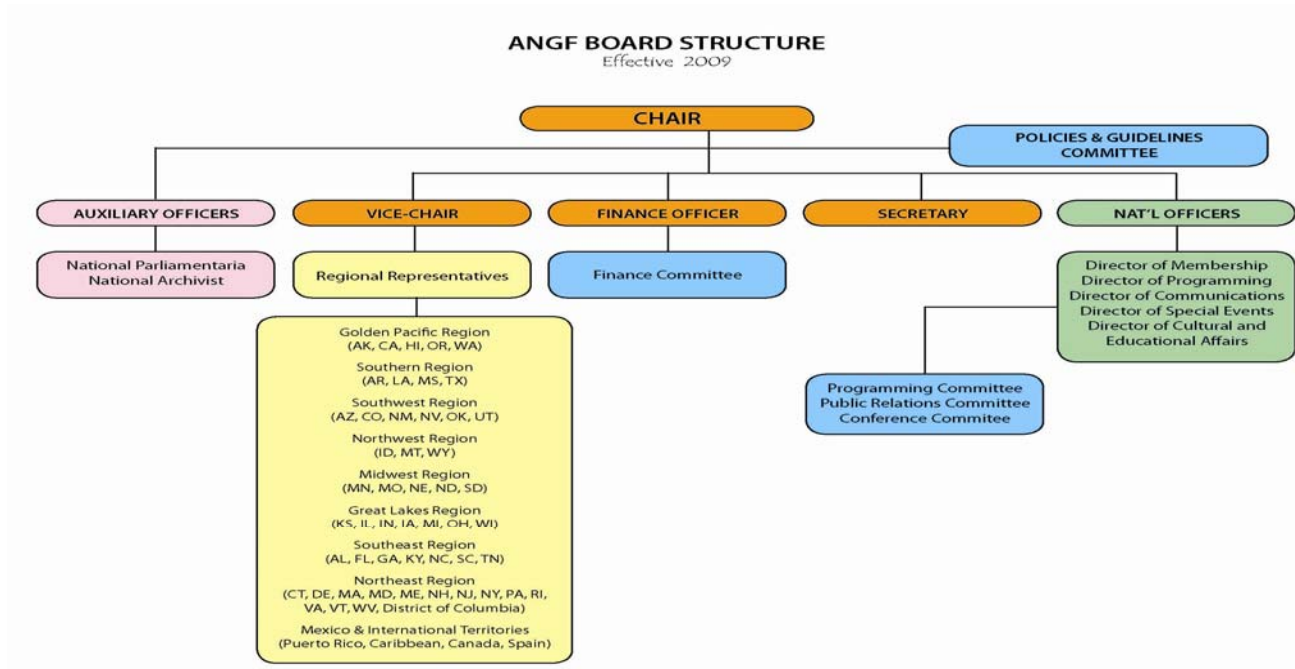 ANGF BOARD STRUCTURE
Effective 2009
CHAIR
POLICIES & GUIDELINES
COMMITTEE
AUXILIARY OFFICERS
VICE-CHAIR
FINANCE OFFICER
SECRETARY
NAT'L OFFICERS
National Parliamentaria
National Archivist
Regional Representatives
Finance Committee
Director of Membership
Director of Programming
Director of Communications
Director of Special Events
Director of Cultural and
Educational Affairs
Golden Pacific Region
(AK, CA, HI, OR, WA)
Southern Region
(AR, LA, MS, TX)
Southwest Region
(AZ, CO, NM, NV, OK, UT)
Northwest Region
(ID, MT, WY)
Midwest Region
(MN, MO, NE, ND, SD)
Great Lakes Region
(KS, IL, IN, IA, MI, OH, WI)
Southeast Region
(AL, FL, GA, KY, NC, SC, TN)
Northeast Region
(CT, DE, MA, MD, ME, NH, NJ, NY, PA, RI,
VA, VT, WV, District of Columbia)
Mexico & International Territories
(Puerto Rico, Caribbean, Canada, Spain)
Programming Committee
Public Relations Committee
Conference Commitee